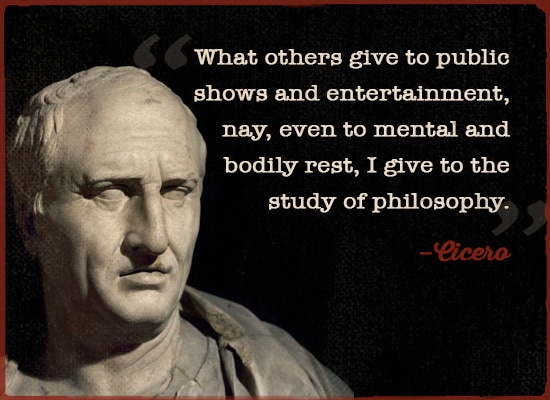 “What others give to public
shows and entertainment,
nay, even to mental and
bodily rest, I give to the
study of philosophy.”
–Cicero